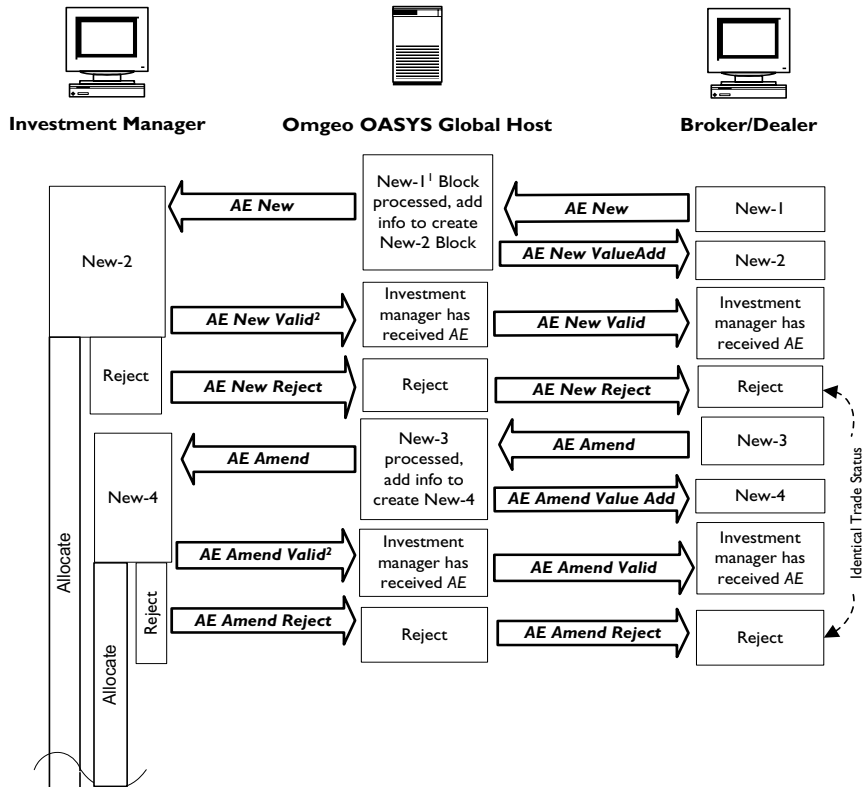 Investment Manager
Omgeo OASYS Global Host
Broker/Dealer
New-2
AE New
New-1¹ Block
processed, add
info to create
New-2 Block
AE New
New-1
AE New ValueAdd
New-2
AE New Valid²
Investment
manager has
received AE
AE New Valid
Investment
manager has
received AE
Reject
AE New Reject
Reject
AE New Reject
Reject
New-4
AE Amend
New-3
processed,
add info to
create New-4
AE Amend
New-3
AE Amend Value Add
New-4
AE Amend Valid²
Investment
manager has
received AE
AE Amend Valid
Investment
manager has
received AE
Reject
AE Amend Reject
Reject
AE Amend Reject
Reject
Allocate
Allocate
Identical Trade Status